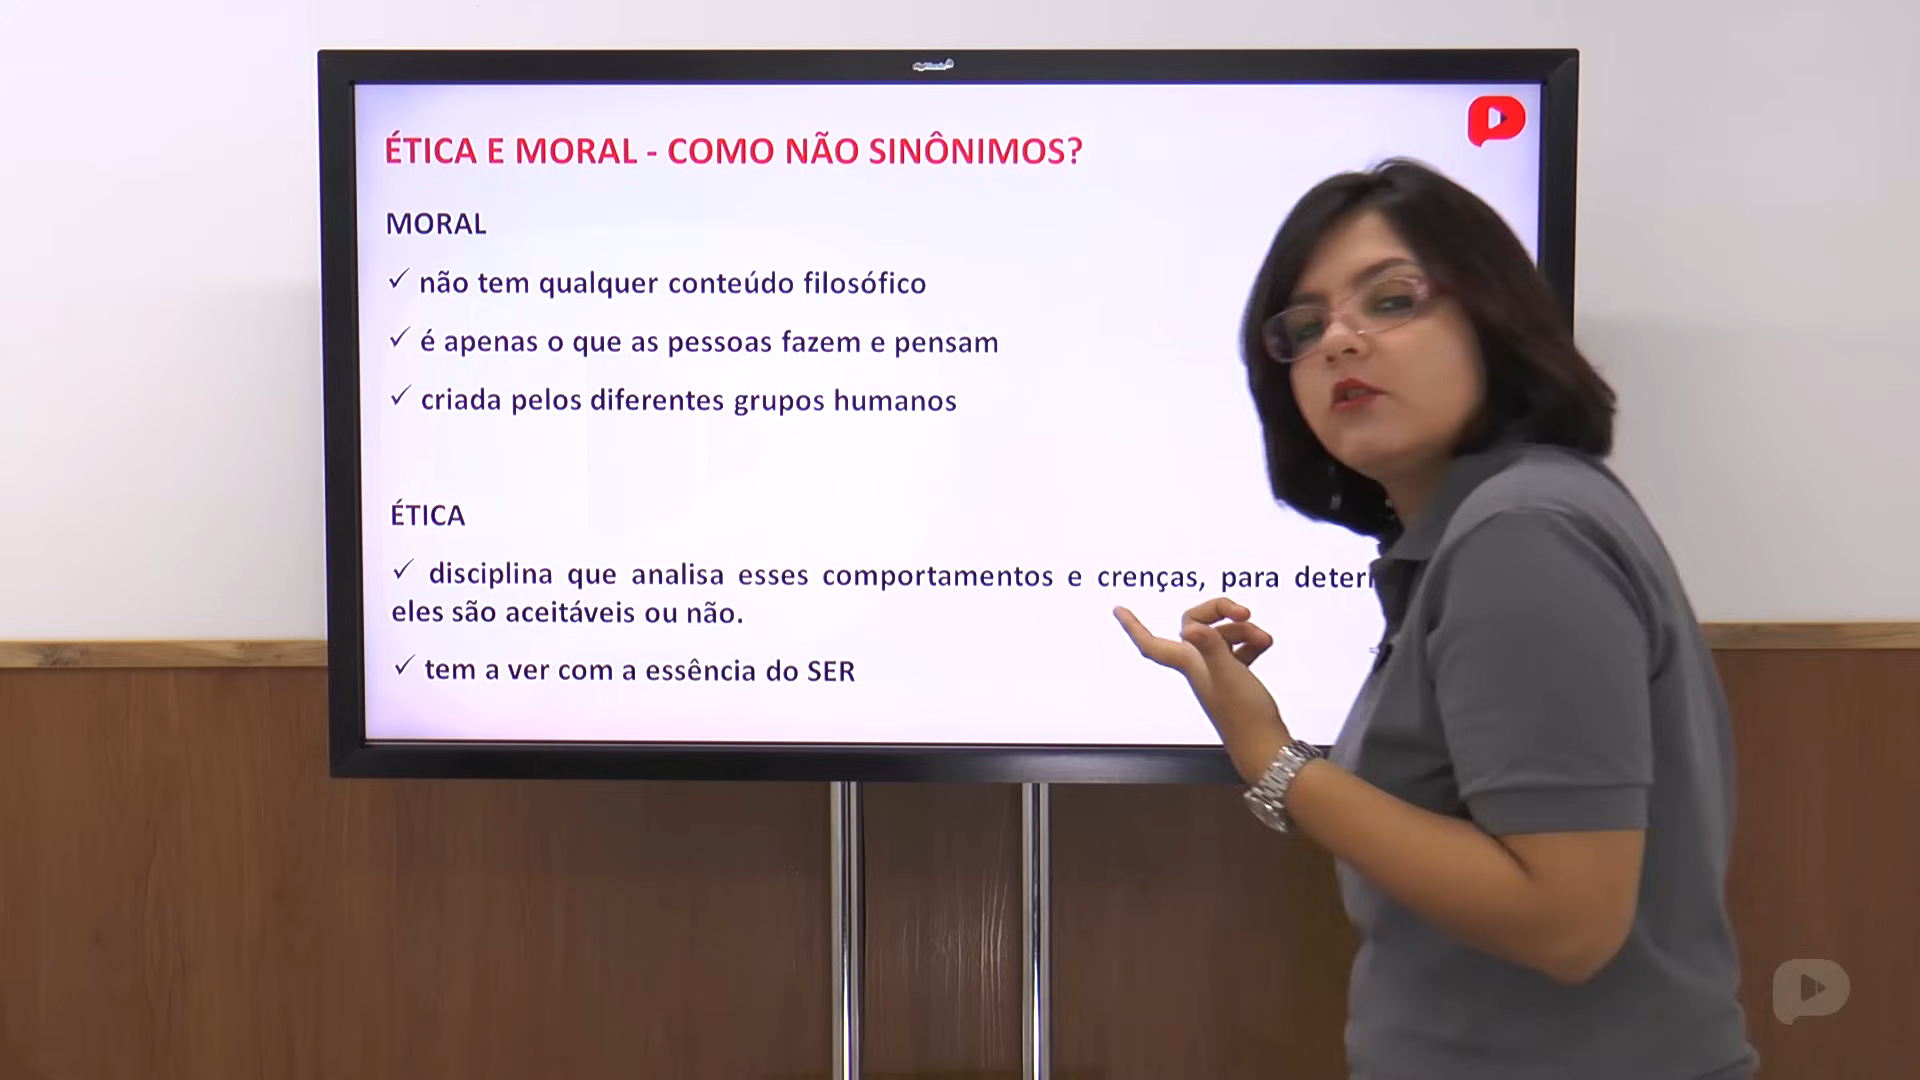 ÉTICA E MORAL - COMO NÃO SINÔNIMOS?
MORAL
✓ não tem qualquer conteúdo filosófico
✓ é apenas o que as pessoas fazem e pensam
✓ criada pelos diferentes grupos humanos
ÉTICA
✓ disciplina que analisa esses comportamentos e crenças, para
eles são aceitáveis ou não.
✓ tem a ver com a essência do SER